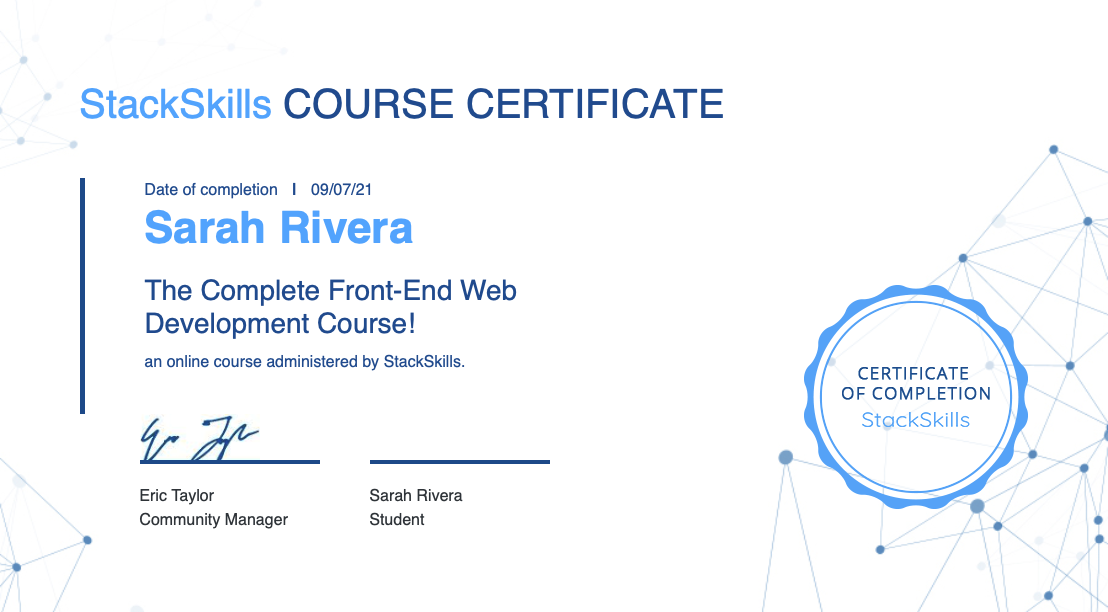 StackSkills COURSE CERTIFICATE
Date of completion | 09/07/21
Sarah Rivera
The Complete Front-End Web
Development Course!
an online course administered by StackSkills.
Eric Taylor
Community Manager
Sarah Rivera
Student
CERTIFICATE
OF COMPLETION
StackSkills